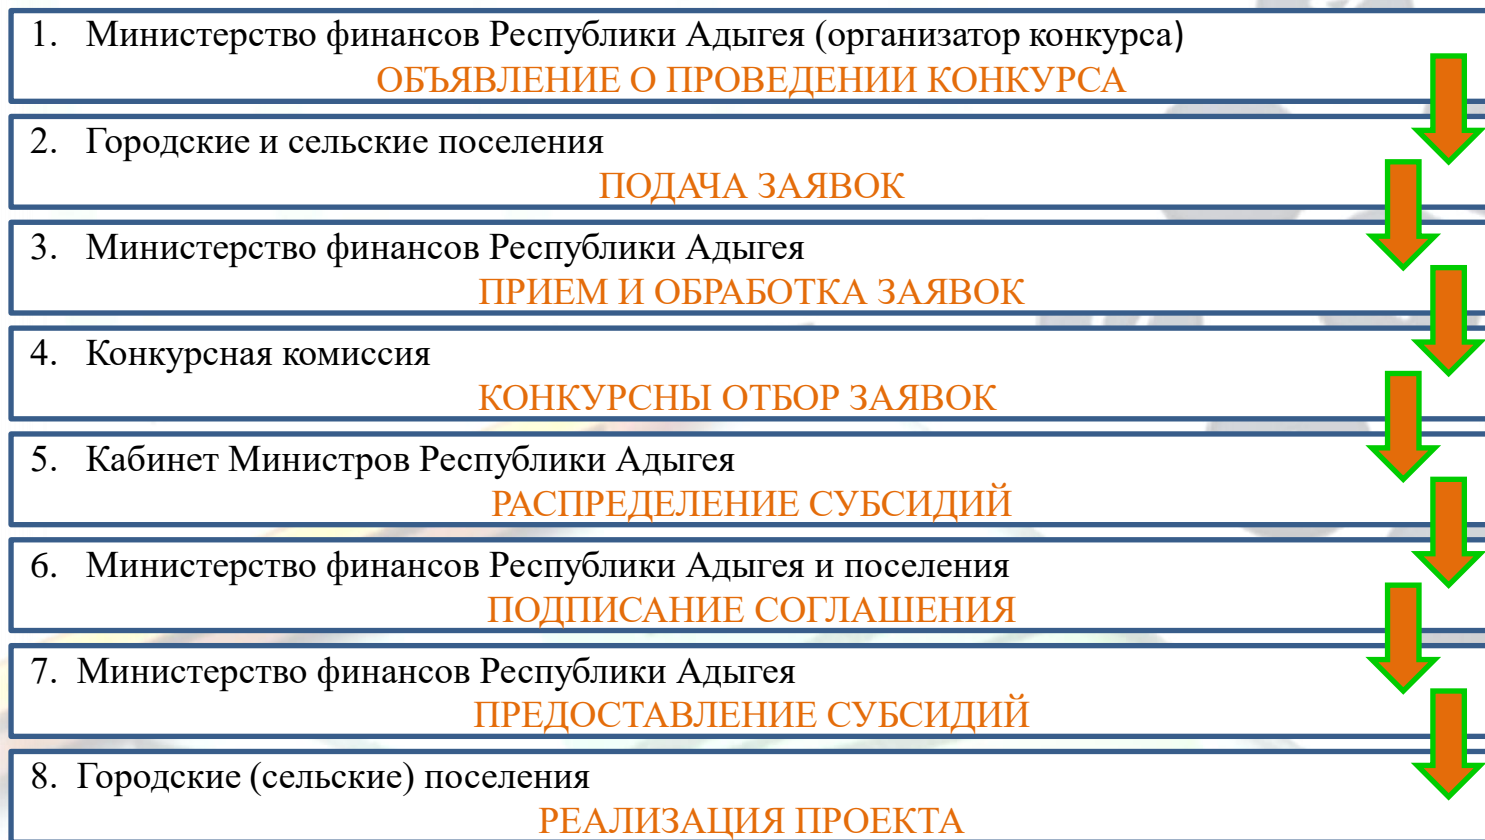 1. Министерство финансов Республики Адыгея (организатор конкурса)
ОБЪЯВЛЕНИЕ О ПРОВЕДЕНИИ КОНКУРСА
2. Городские и сельские поселения
ПОДАЧА ЗАЯВОК
3. Министерство финансов Республики Адыгея
ПРИЕМ И ОБРАБОТКА ЗАЯВОК
4. Конкурсная комиссия
КОНКУРСНЫ ОТБОР ЗАЯВОК
5. Кабинет Министров Республики Адыгея
РАСПРЕДЕЛЕНИЕ СУБСИДИЙ
6. Министерство финансов Республики Адыгея и поселения
ПОДПИСАНИЕ СОГЛАШЕНИЯ
7. Министерство финансов Республики Адыгея
ПРЕДОСТАВЛЕНИЕ СУБСИДИЙ
8. Городские (сельские) поселения
РЕАЛИЗАЦИЯ ПРОЕКТА